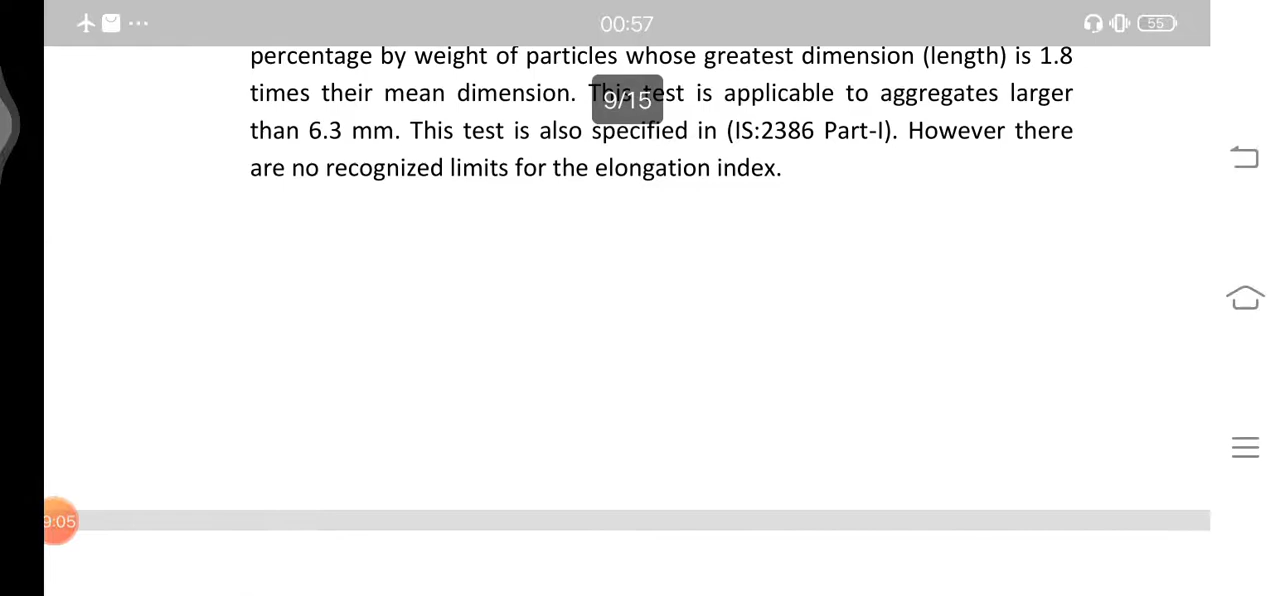 00:57
55
percentage by weight of particles whose greatest dimension (length) is 1.8
times their mean dimension. This test is applicable to aggregates larger
9/15
than 6.3 mm. This test is also specified in (IS:2386 Part-I). However there
are no recognized limits for the elongation index.
9:05